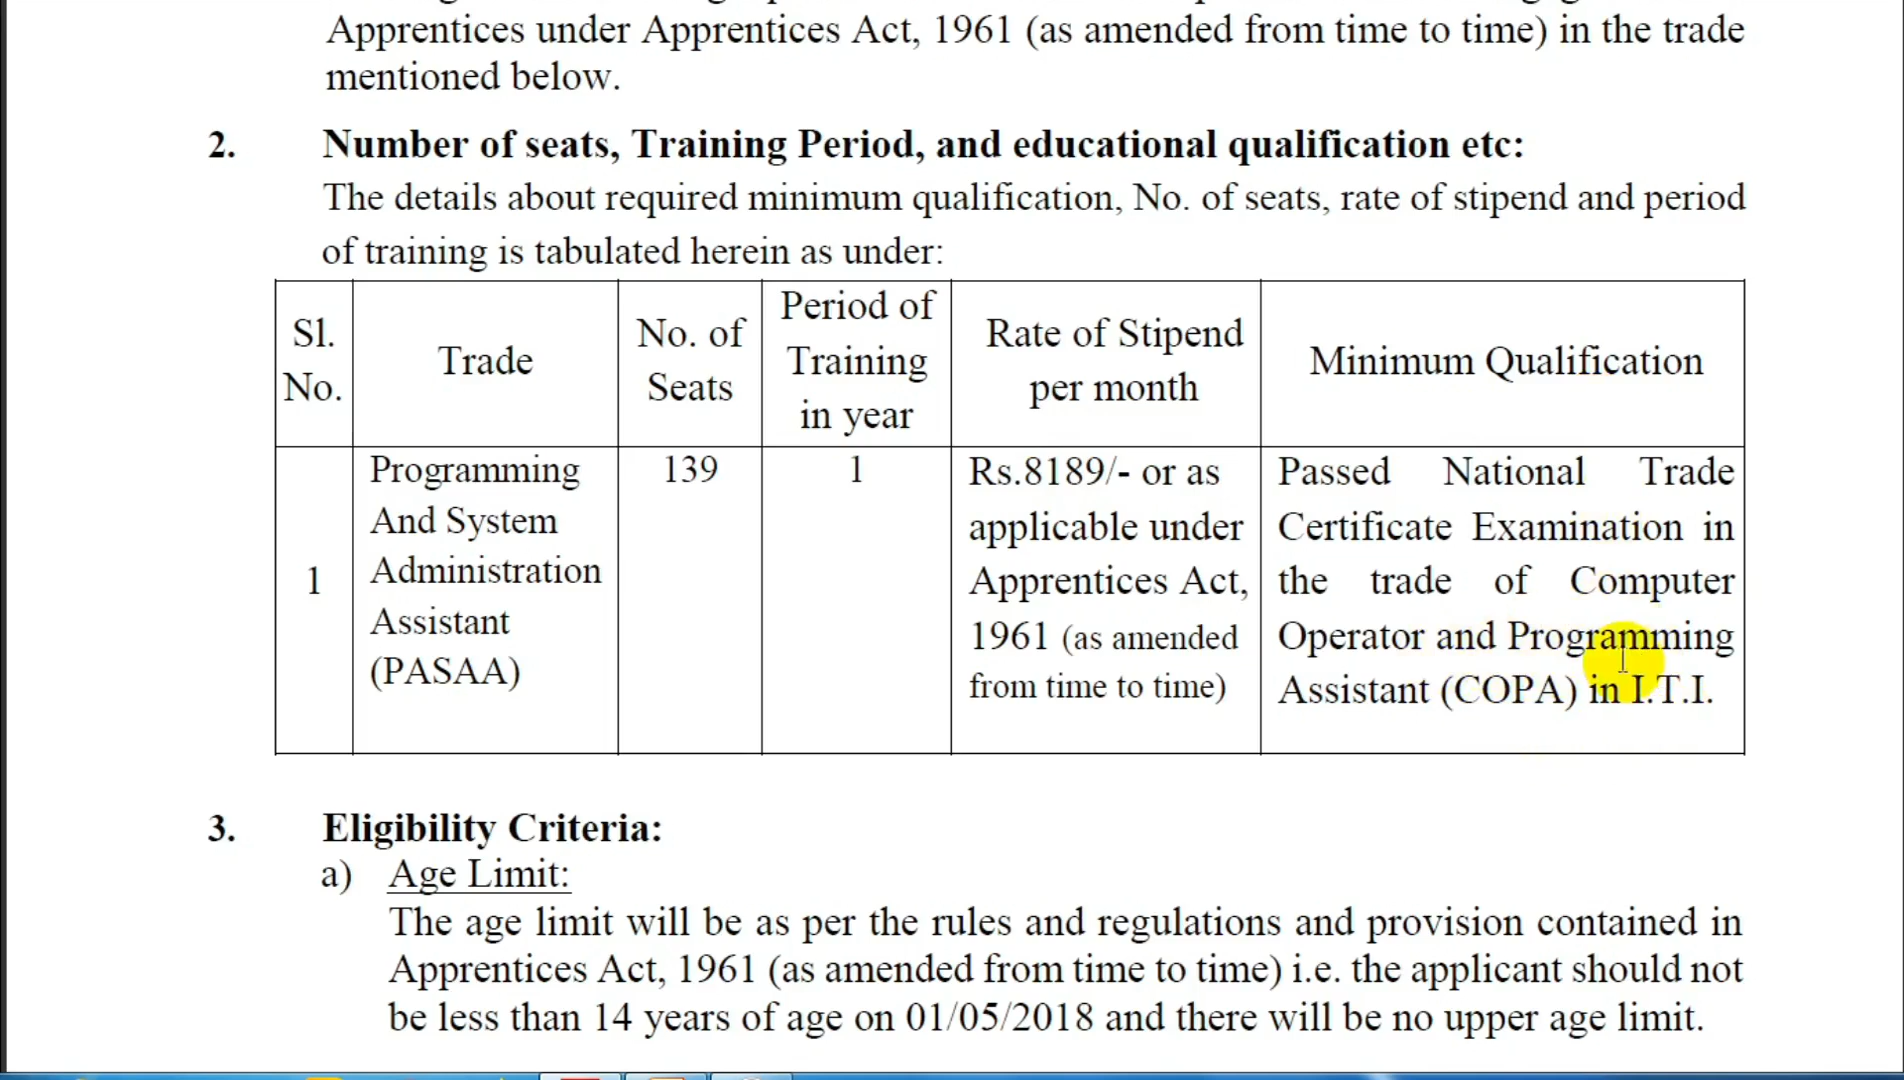 Apprentices under Apprentices Act, 1961 (as amended from time to time) in the trade
mentioned below.
2. Number of seats, Training Period, and educational qualification etc:
The details about required minimum qualification, No. of seats, rate of stipend and period
of training is tabulated herein as under:
Sl. No.
Trade
No. of Seats
Period of Training in year
Rate of Stipend per month
Minimum Qualification
1
Programming
And System
Administration
Assistant
(PASAA)
139
1
Rs.8189/- or as
applicable under
Apprentices Act,
1961 (as amended
from time to time)
Passed National Trade
Certificate Examination in
the trade of Computer
Operator and Programming
Assistant (COPA) in I.T.I.
3. Eligibility Criteria:
a) Age Limit:
The age limit will be as per the rules and regulations and provision contained in
Apprentices Act, 1961 (as amended from time to time) i.e. the applicant should not
be less than 14 years of age on 01/05/2018 and there will be no upper age limit.